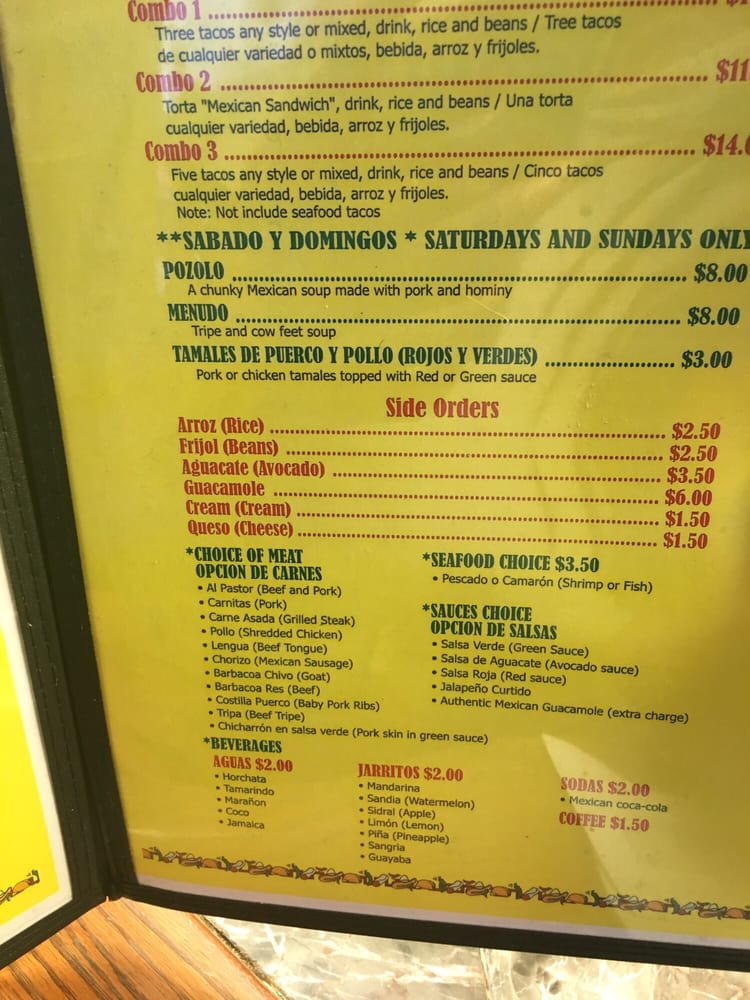 Combo 1
Three tacos any style or mixed, drink, rice and beans / Tree tacos
de cualquier variedad o mixtos, bebida, arroz y frijoles.
Combo 2 ........ $11
Torta "Mexican Sandwich", drink, rice and beans / Una torta
cualquier variedad, bebida, arroz y frijoles.
Combo 3 ........ $14.
Five tacos any style or mixed, drink, rice and beans / Cinco tacos
cualquier variedad, bebida, arroz y frijoles.
Note: Not include seafood tacos
**SABADO Y DOMINGOS * SATURDAYS AND SUNDAYS ONLY
POZOLO ........ $8.00
A chunky Mexican soup made with pork and hominy
MENUDO ........ $8.00
Tripe and cow feet soup
TAMALES DE PUERCO Y POLLO (ROJOS Y VERDES) ........ $3.00
Pork or chicken tamales topped with Red or Green sauce
Side Orders
Arroz (Rice) ........ $2.50
Frijol (Beans) ........ $2.50
Aguacate (Avocado) ........ $3.50
Guacamole ........ $6.00
Cream (Cream) ........ $1.50
Queso (Cheese) ........ $1.50
*CHOICE OF MEAT
OPCION DE CARNES
• Al Pastor (Beef and Pork)
• Carnitas (Pork)
• Carne Asada (Grilled Steak)
• Pollo (Shredded Chicken)
• Lengua (Beef Tongue)
• Chorizo (Mexican Sausage)
• Barbacoa Chivo (Goat)
• Barbacoa Res (Beef)
• Costilla Puerco (Baby Pork Ribs)
• Tripa (Beef Tripe)
• Chicharrón en salsa verde (Pork skin in green sauce)
*SEAFOOD CHOICE $3.50
• Pescado o Camarón (Shrimp or Fish)
*SAUCES CHOICE
OPCION DE SALSAS
• Salsa Verde (Green Sauce)
• Salsa de Aguacate (Avocado sauce)
• Salsa Roja (Red sauce)
• Jalapeño Curtido
• Authentic Mexican Guacamole (extra charge)
*BEVERAGES
AGUAS $2.00
• Horchata
• Tamarindo
• Marañon
• Coco
• Jamaica
JARRITOS $2.00
• Mandarina
• Sandia (Watermelon)
• Sidral (Apple)
• Limón (Lemon)
• Piña (Pineapple)
• Sangria
• Guayaba
SODAS $2.00
• Mexican coca-cola
COFFEE $1.50